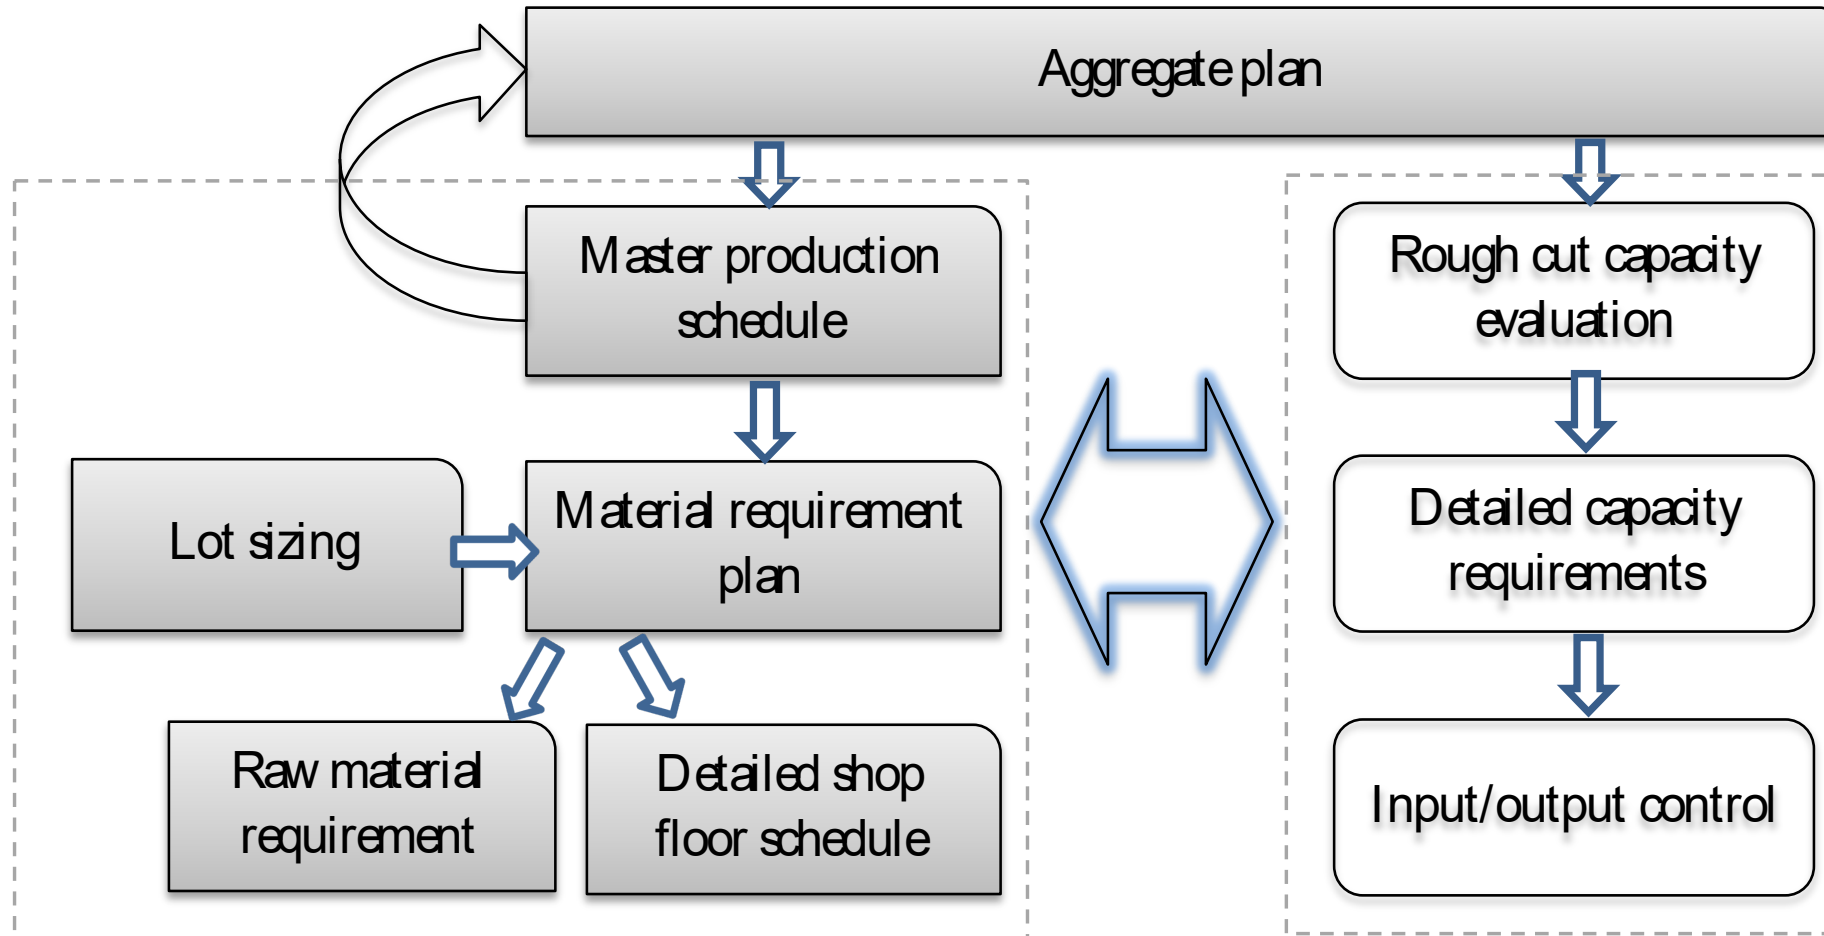 Aggregate plan
Master production
schedule
Rough cut capacity
evaluation
Lot sizing
Material requirement
plan
Detailed capacity
requirements
Raw material
requirement
Detailed shop
floor schedule
Input/output control